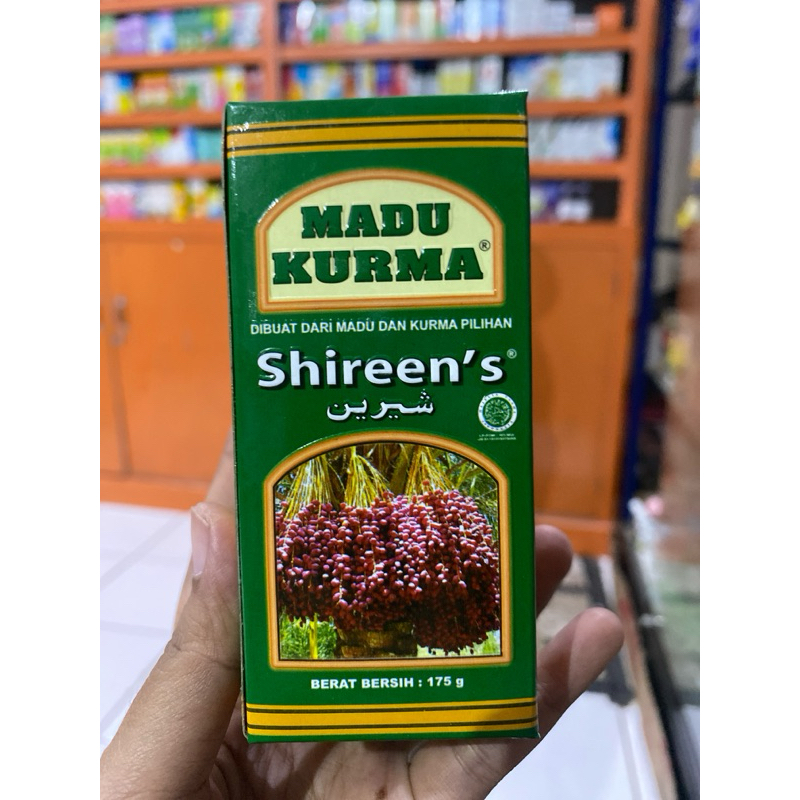 MADU
KURMA®
DIBUAT DARI MADU DAN KURMA PILIHAN
Shireen's®
شيرين
BERAT BERSIH : 175 g